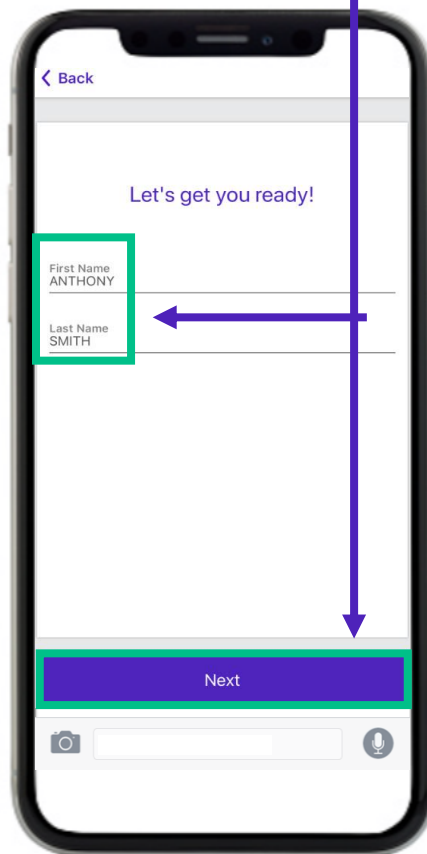 Back
Let's get you ready!
First Name
ANTHONY
Last Name
SMITH
Next